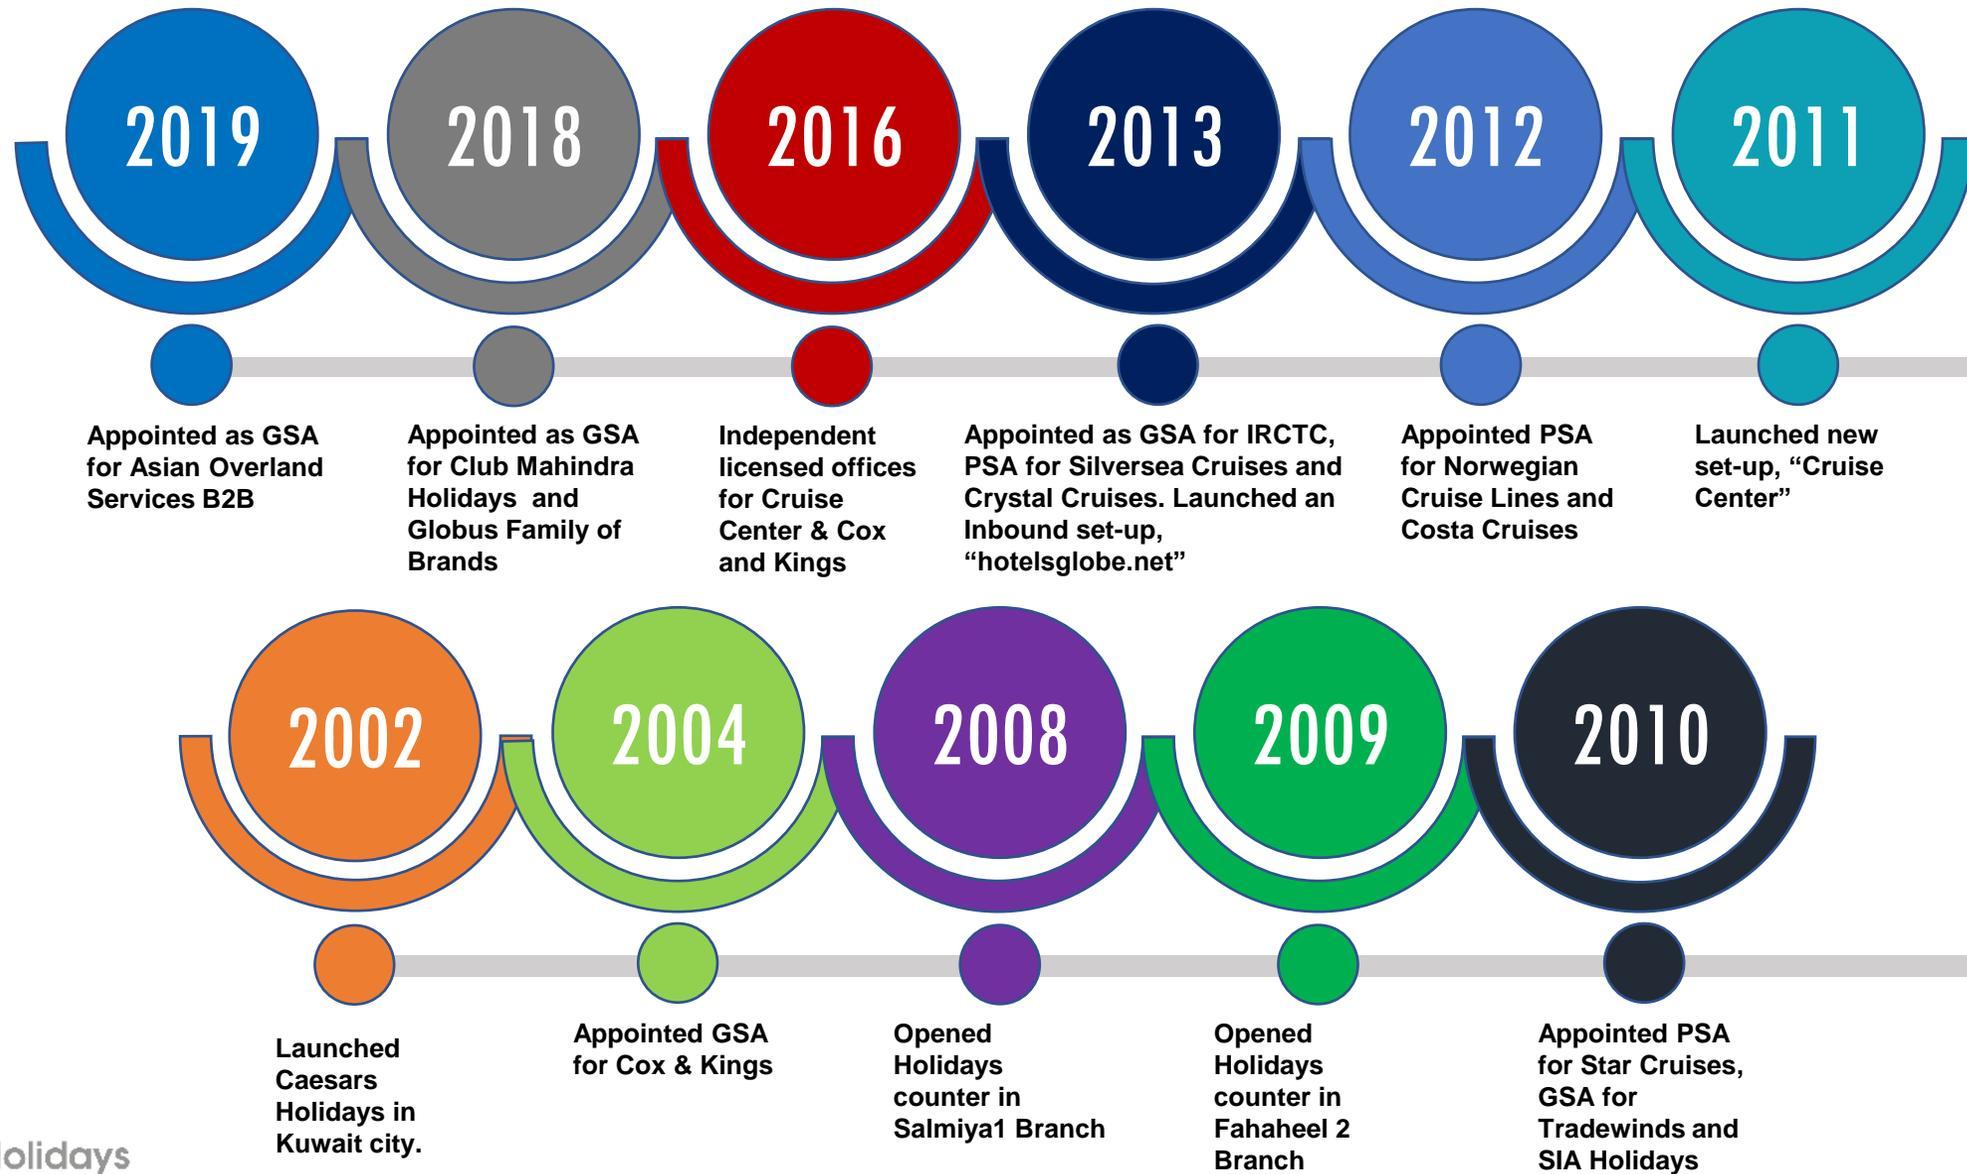 2019
2018
2016
2013
2012
2011
Appointed as GSA
for Asian Overland
Services B2B
Appointed as GSA
for Club Mahindra
Holidays and
Globus Family of
Brands
Independent
licensed offices
for Cruise
Center & Cox
and Kings
Appointed as GSA for IRCTC,
PSA for Silversea Cruises and
Crystal Cruises. Launched an
Inbound set-up,
“hotelsglobe.net”
Appointed PSA
for Norwegian
Cruise Lines and
Costa Cruises
Launched new
set-up, “Cruise
Center”
2002
2004
2008
2009
2010
Launched
Caesars
Holidays in
Kuwait city.
Appointed GSA
for Cox & Kings
Opened
Holidays
counter in
Salmiya1 Branch
Opened
Holidays
counter in
Fahaheel 2
Branch
Appointed PSA
for Star Cruises,
GSA for
Tradewinds and
SIA Holidays
olidays